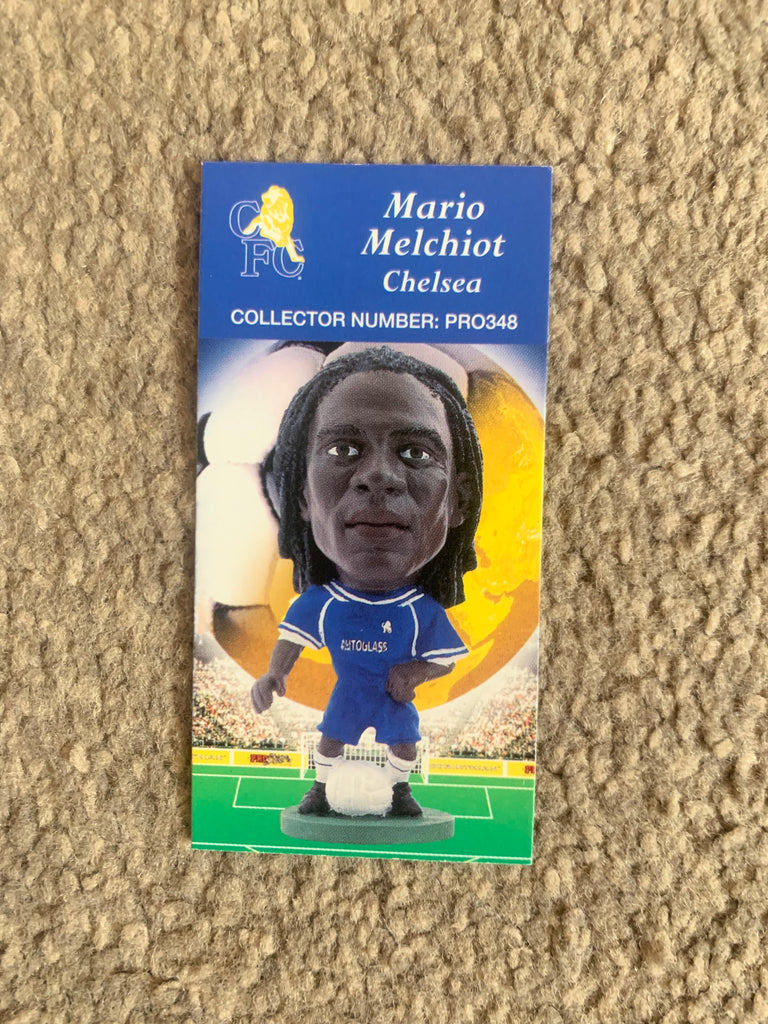 CFC
Mario
Melchiot
Chelsea
COLLECTOR NUMBER: PRO348
AUTOGLASS